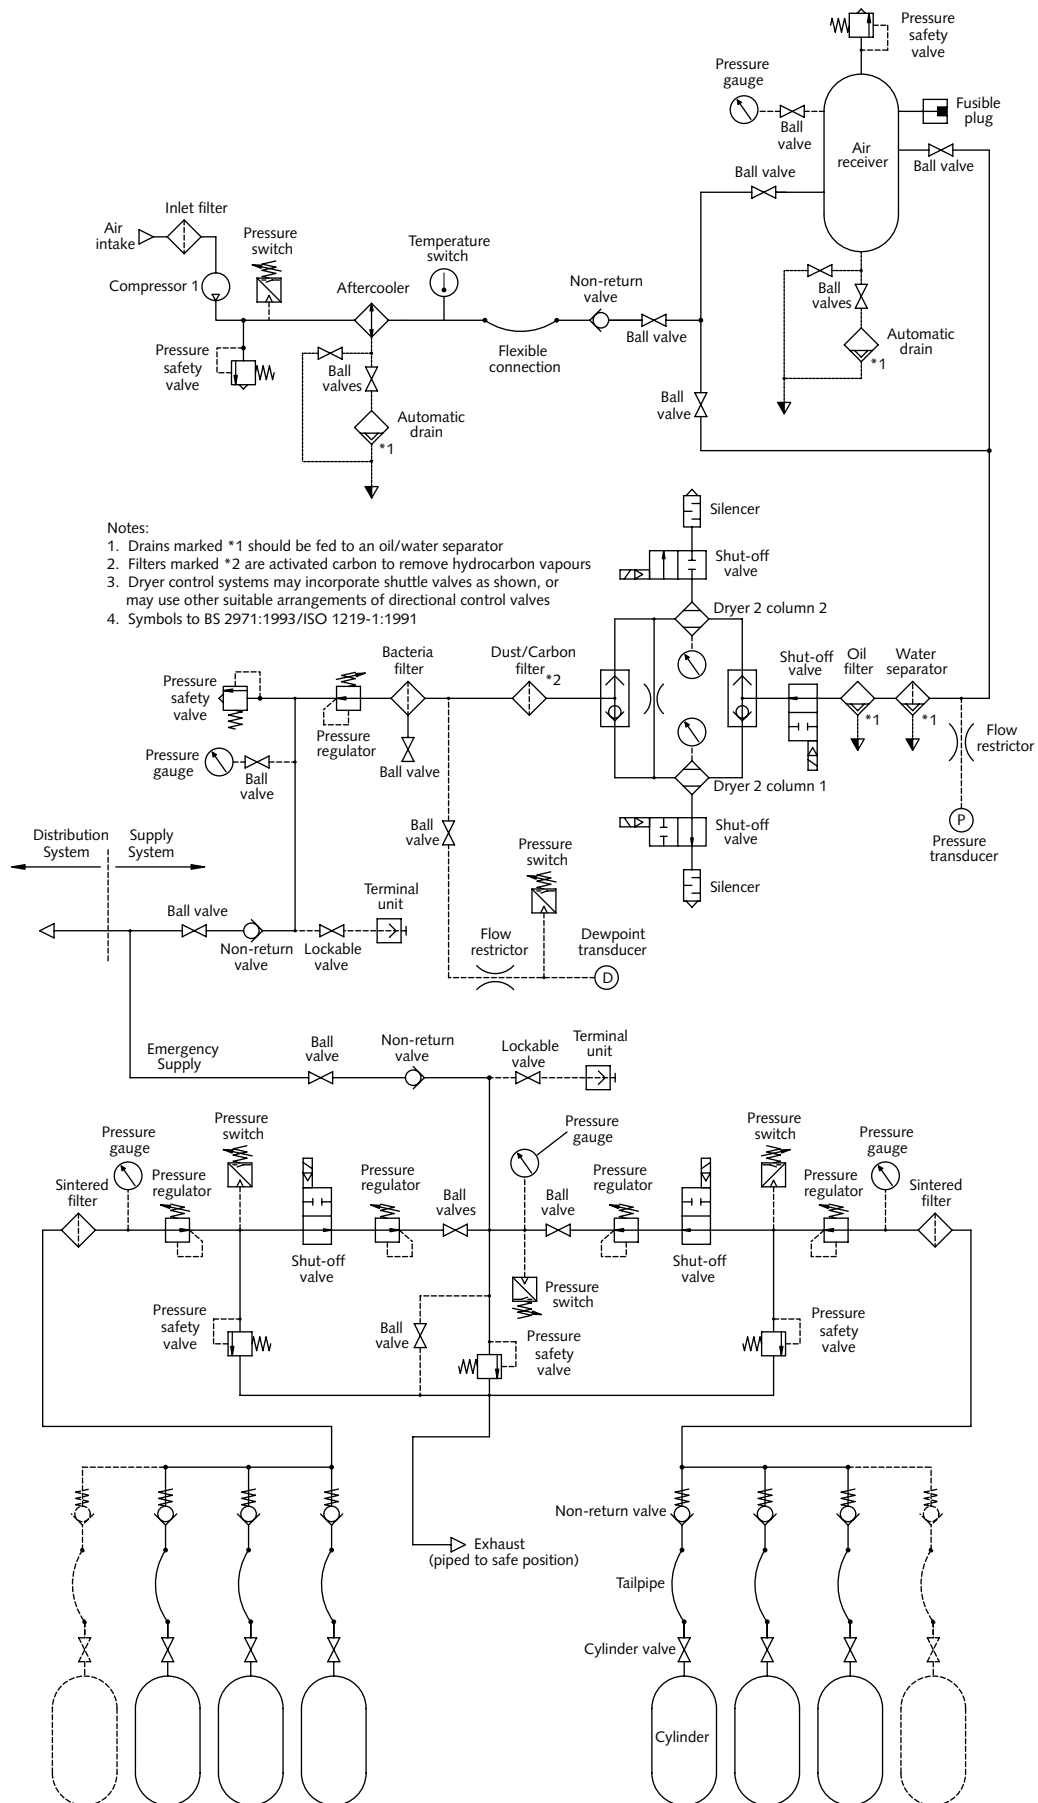 Pressure
safety
valve
Pressure
gauge
Ball
valve
Fusible
plug
Air
receiver
Ball valve
Ball valve
Inlet filter
Air
intake
Pressure
switch
Compressor 1
Aftercooler
Temperature
switch
Non-return
valve
Ball valve
Flexible
connection
Ball
valves
Automatic
drain
*1
Pressure
safety
valve
Ball
valves
Automatic
drain
*1
Ball
valve
Silencer
Shut-off
valve
Notes:
1. Drains marked *1 should be fed to an oil/water separator
2. Filters marked *2 are activated carbon to remove hydrocarbon vapours
3. Dryer control systems may incorporate shuttle valves as shown, or
may use other suitable arrangements of directional control valves
4. Symbols to BS 2971:1993/ISO 1219-1:1991
Dryer 2 column 2
Bacteria
filter
Dust/Carbon
filter
*2
Shut-off
valve
Oil
filter
*1
Water
separator
*1
Pressure
safety
valve
Pressure
regulator
Flow
restrictor
Pressure
gauge
Ball
valve
Ball valve
Dryer 2 column 1
P
Pressure
transducer
Ball
valve
Shut-off
valve
Silencer
Distribution
System
Supply
System
Pressure
switch
Ball valve
Non-return
valve
Lockable
valve
Terminal
unit
Flow
restrictor
Dewpoint
transducer
D
Emergency
Supply
Ball
valve
Non-return
valve
Lockable
valve
Terminal
unit
Pressure
gauge
Pressure
switch
Pressure
gauge
Pressure
switch
Pressure
gauge
Sintered
filter
Pressure
regulator
Pressure
regulator
Ball
valves
Ball
valve
Pressure
regulator
Pressure
regulator
Sintered
filter
Shut-off
valve
Shut-off
valve
Pressure
switch
Pressure
safety
valve
Ball
valve
Pressure
safety
valve
Pressure
safety
valve
Exhaust
(piped to safe position)
Non-return valve
Tailpipe
Cylinder valve
Cylinder